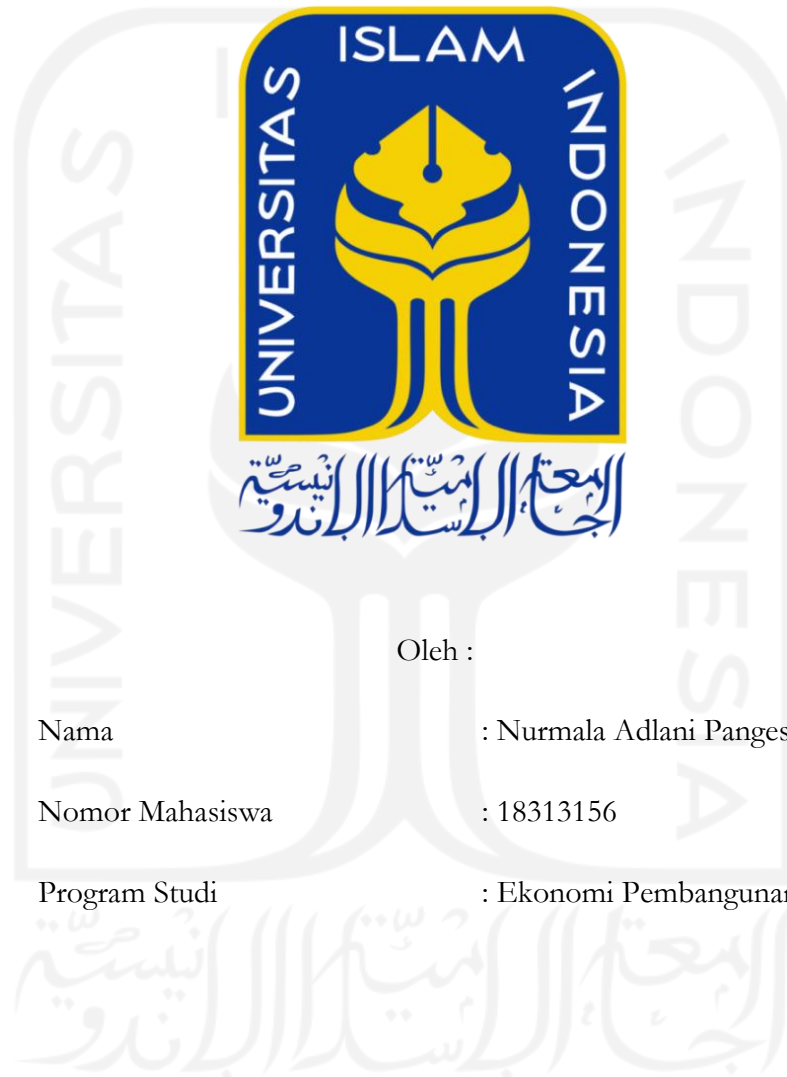 UNIVERSITAS ISLAM INDONESIA
الجامعة الإسلامية الإندونيسية
Oleh :
Nama : Nurmala Adlani Panges
Nomor Mahasiswa : 18313156
Program Studi : Ekonomi Pembangunan